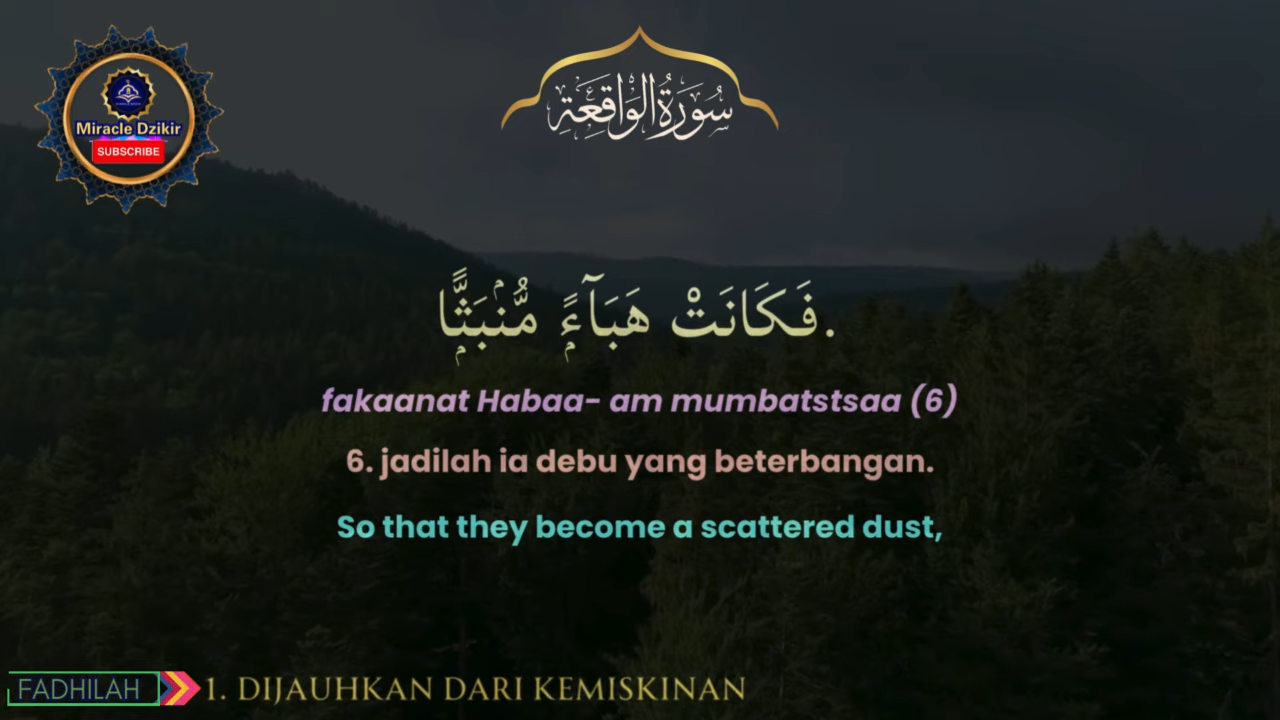 Miracle Dzikir
SUBSCRIBE
سُورَةُ الْوَاقِعَةِ
فَكَانَتْ هَبَآءًۭ مُّنۢبَثًّۭا.
fakaanat Habaa- am mumbatstsaa (6)
6. jadilah ia debu yang beterbangan.
So that they become a scattered dust,
FADHILAH
1. DIJAUHKAN DARI KEMISKINAN